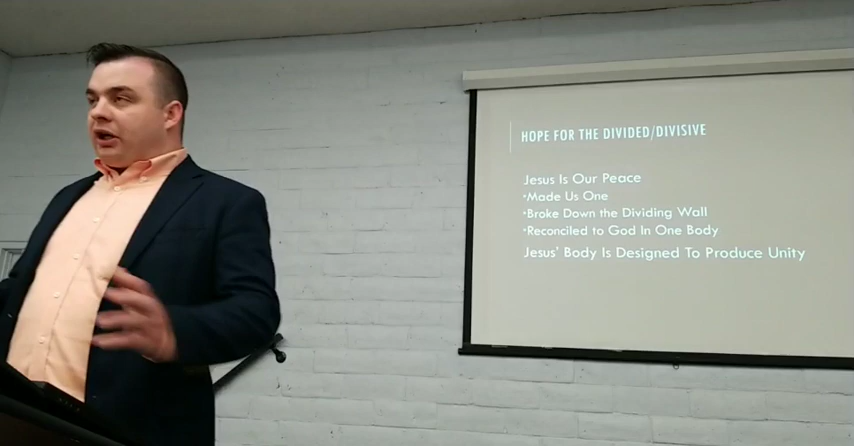 HOPE FOR THE DIVIDED/DIVISIVE
Jesus Is Our Peace
•Made Us One
•Broke Down the Dividing Wall
•Reconciled to God In One Body
Jesus' Body Is Designed To Produce Unity